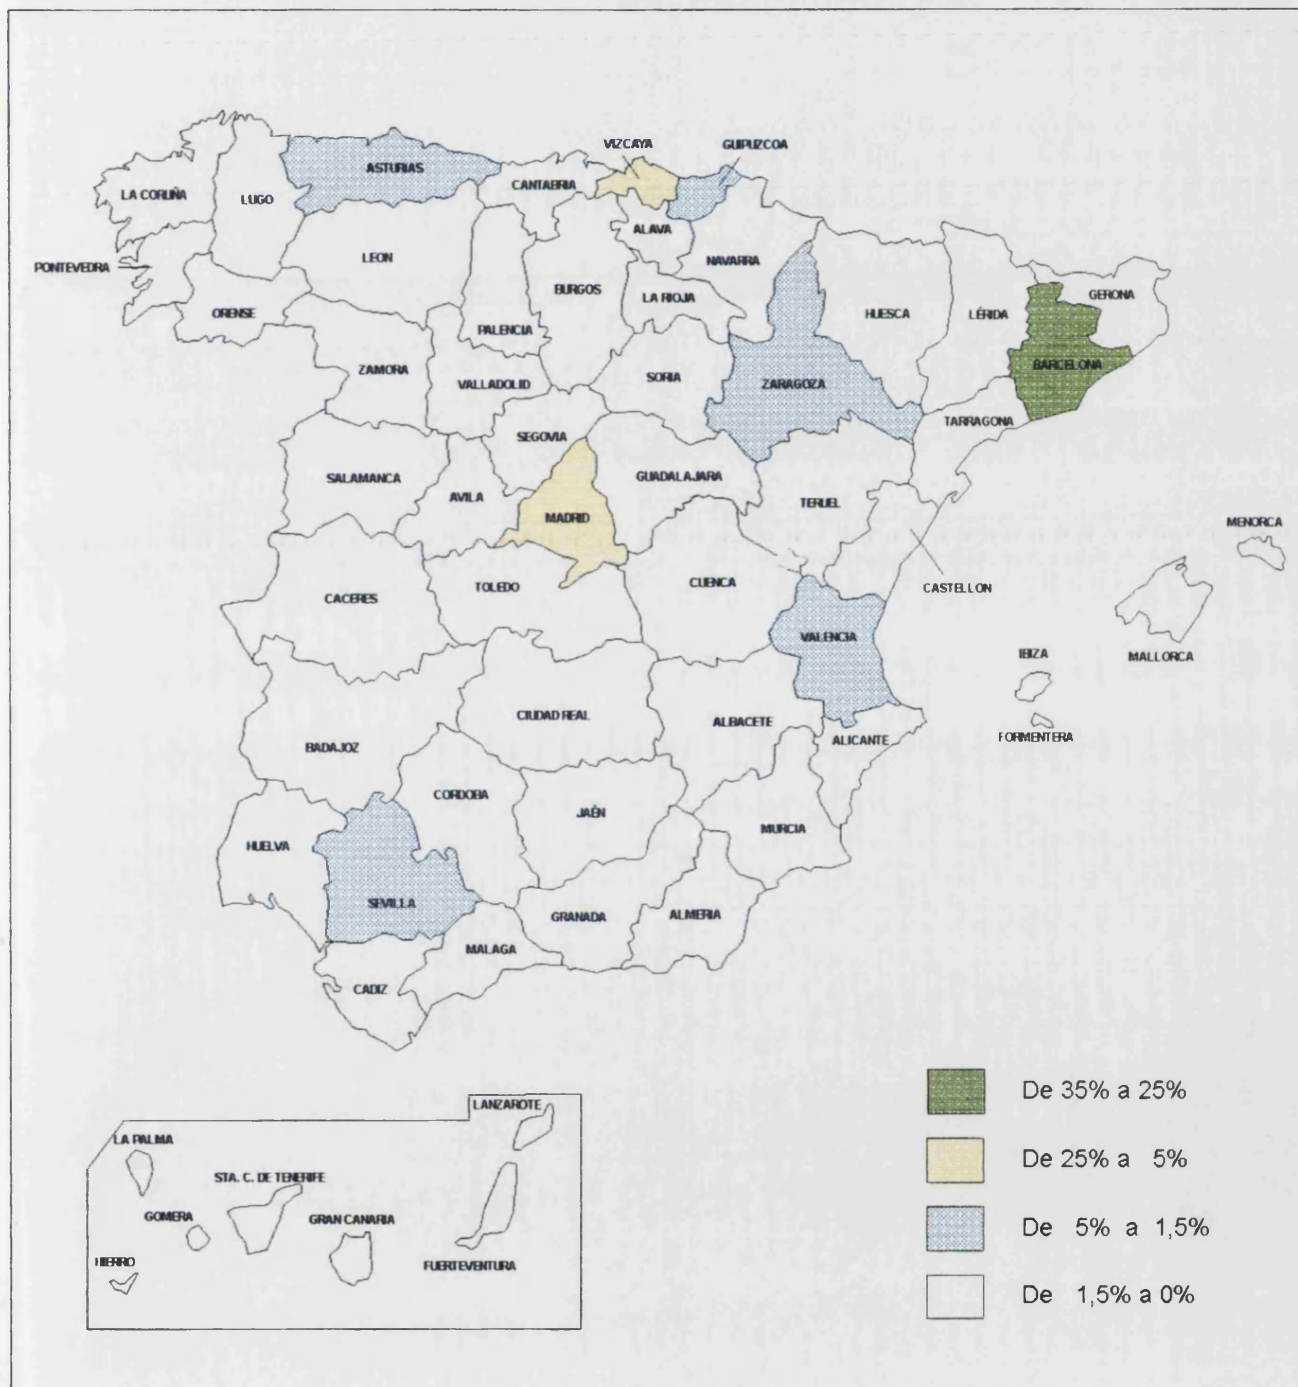 VIZCAYA
GUIPUZCOA
ASTURIAS
CANTABRIA
LA CORUÑA
LUGO
ALAVA
LEON
NAVARRA
PONTEVEDRA
BURGOS
LA RIOJA
GERONA
ORENSE
HUESCA
LÉRIDA
PALENCIA
ZAMORA
VALLADOLID
SORIA
ZARAGOZA
BARCELONA
TARRAGONA
SEGOVIA
SALAMANCA
AVILA
GUADALAJARA
TERUEL
MADRID
MENORCA
CUENCA
TOLEDO
CASTELLON
CACERES
VALENCIA
IBIZA
MALLORCA
CIUDAD REAL
ALBACETE
FORMENTERA
BADAJOZ
ALICANTE
CORDOBA
JAÉN
MURCIA
HUELVA
SEVILLA
GRANADA
ALMERIA
MALAGA
CADIZ
De 35% a 25%
De 25% a 5%
De 5% a 1,5%
De 1,5% a 0%
LANZAROTE
LA PALMA
STA. C. DE TENERIFE
GOMERA
GRAN CANARIA
HIERRO
FUERTEVENTURA